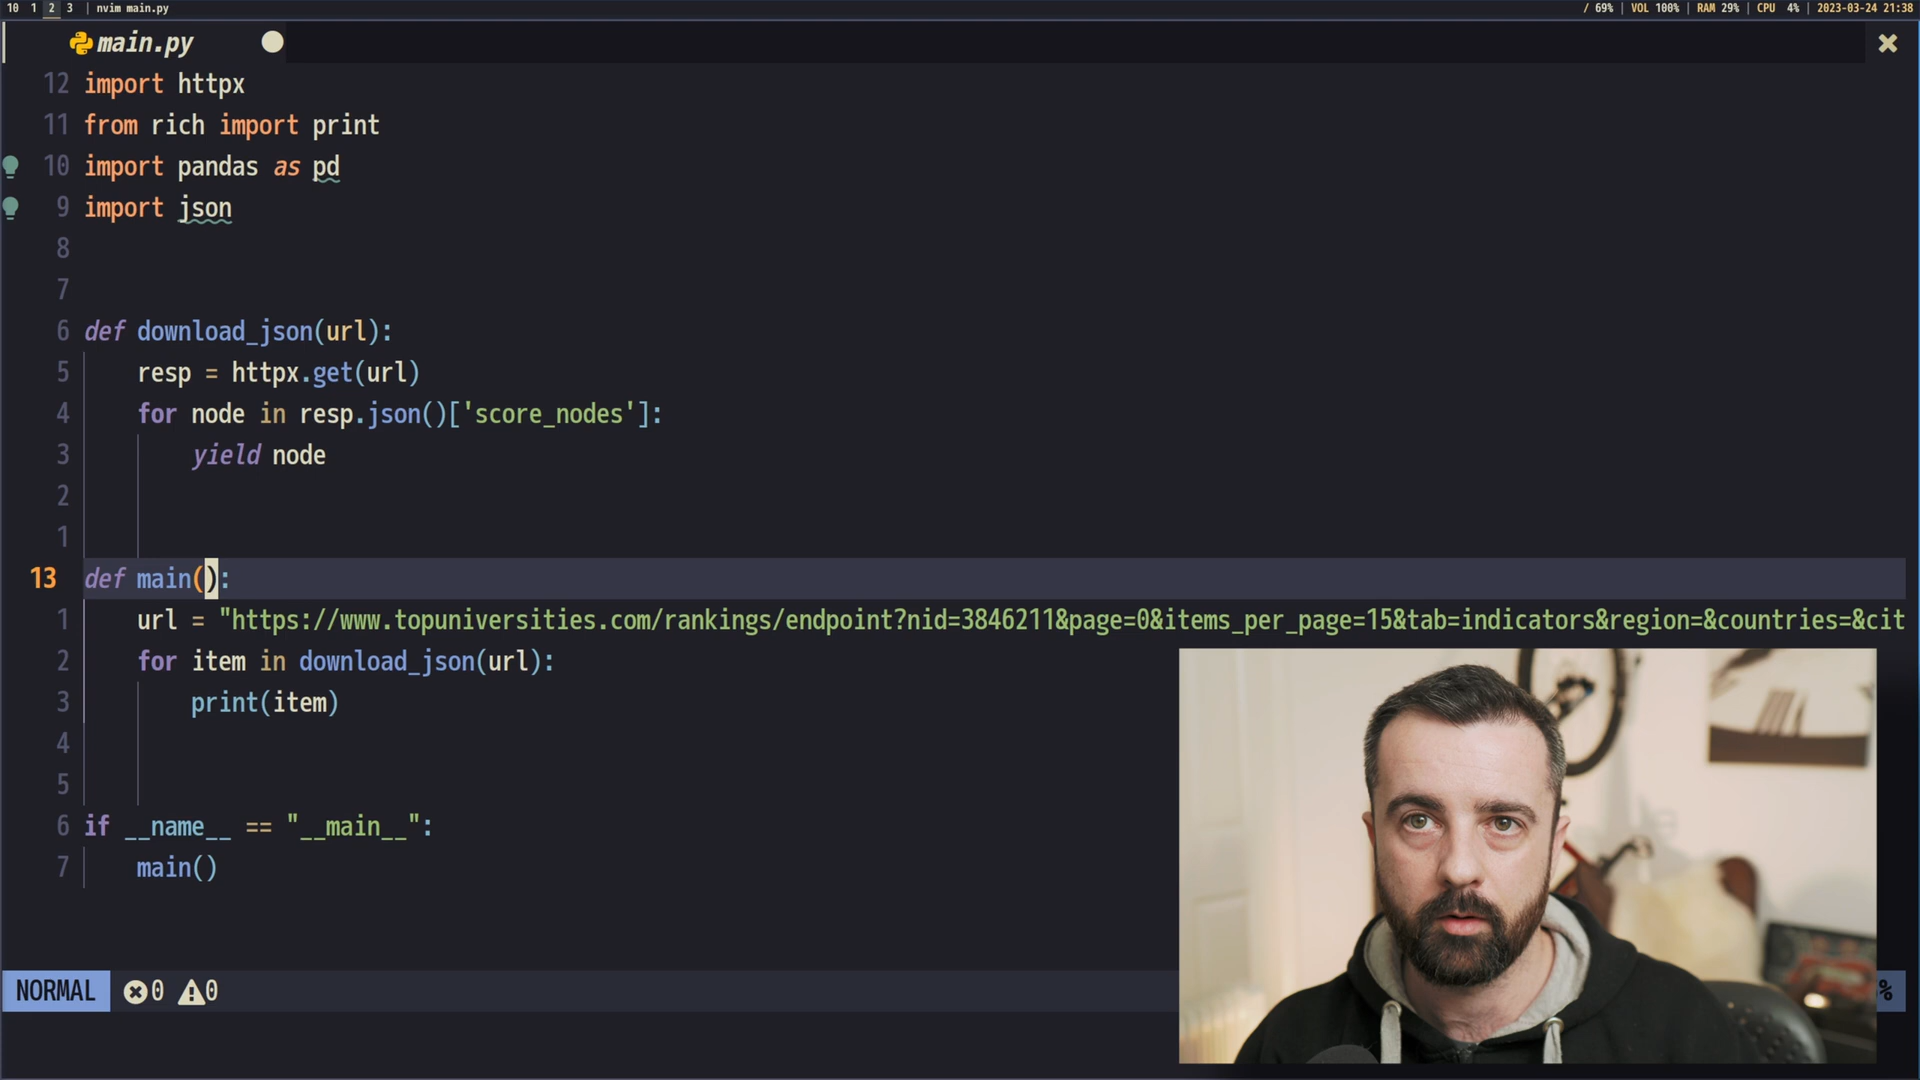 10 1 2 3 | nvim main.py
/ 69% | VOL 100% | RAM 29% | CPU 4% | 2023-03-24 21:38
main.py
12 import httpx
11 from rich import print
10 import pandas as pd
9 import json
8
7
6 def download_json(url):
5 resp = httpx.get(url)
4 for node in resp.json()['score_nodes']:
3 yield node
2
1
13 def main():
1 url = "https://www.topuniversities.com/rankings/endpoint?nid=3846211&page=0&items_per_page=15&tab=indicators&region=&countries=&cit
2 for item in download_json(url):
3 print(item)
4
5
6 if __name__ == "__main__":
7 main()
NORMAL 0 0
%